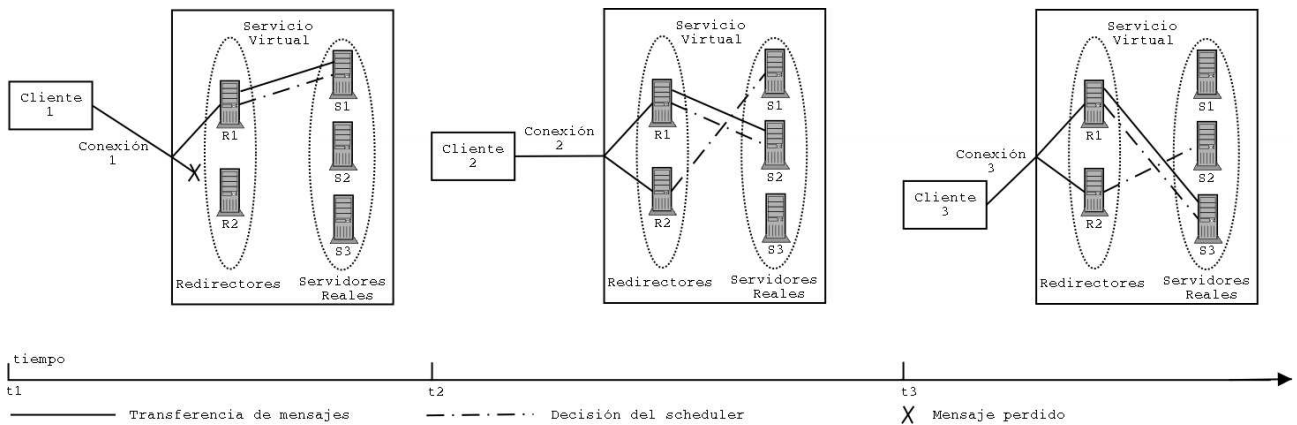 Servicio
Virtual
Cliente
1
Conexión
1
R1
R2
S1
S2
S3
Redirectores
Servidores
Reales
Servicio
Virtual
Cliente
2
Conexión
2
R1
R2
S1
S2
S3
Redirectores
Servidores
Reales
Servicio
Virtual
Cliente
3
Conexión
3
R1
R2
S1
S2
S3
Redirectores
Servidores
Reales
tiempo
t1
t2
t3
Transferencia de mensajes
Decisión del scheduler
Mensaje perdido